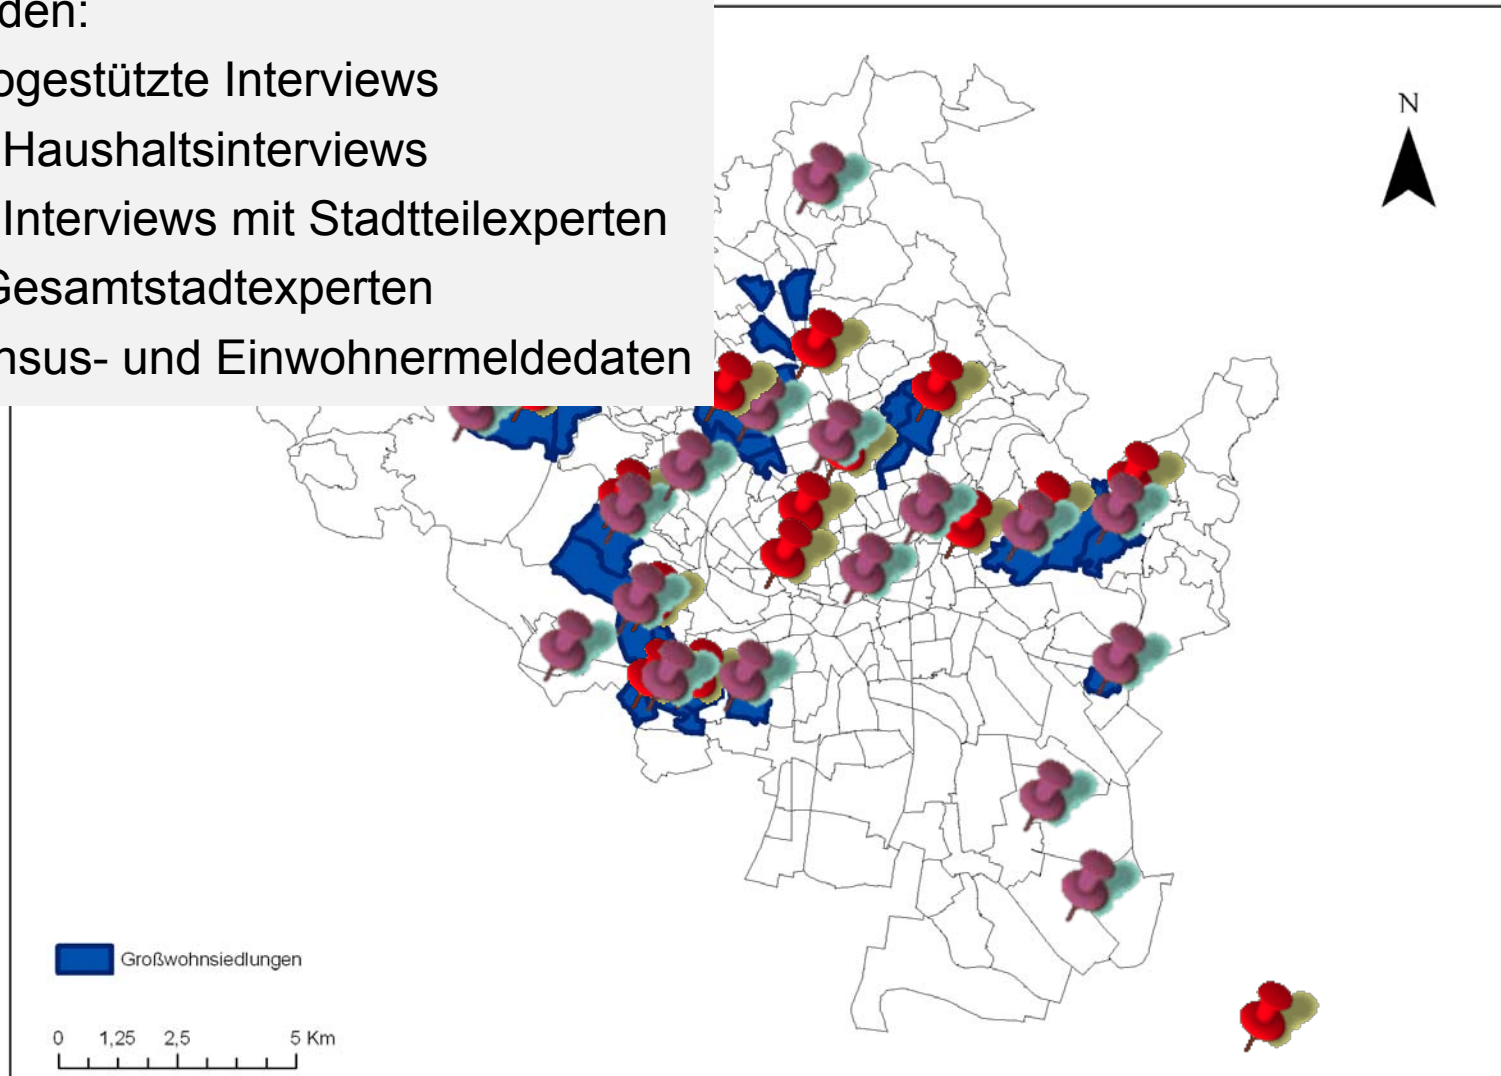 den:
ogestützte Interviews
Haushaltsinterviews
Interviews mit Stadtteilexperten
Gesamtstadtexperten
nsus- und Einwohnermeldedaten
N
Großwohnsiedlungen
0 1,25 2,5 5 Km